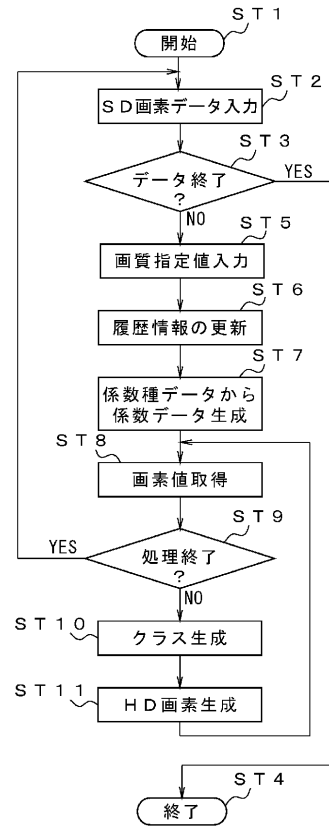 ST1
開始
ST2
SD画素データ入力
ST3
データ終了
?
YES
NO
ST5
画質指定値入力
ST6
履歴情報の更新
ST7
係数種データから
係数データ生成
ST8
画素値取得
ST9
YES
処理終了
?
NO
ST10
クラス生成
ST11
HD画素生成
ST4
終了